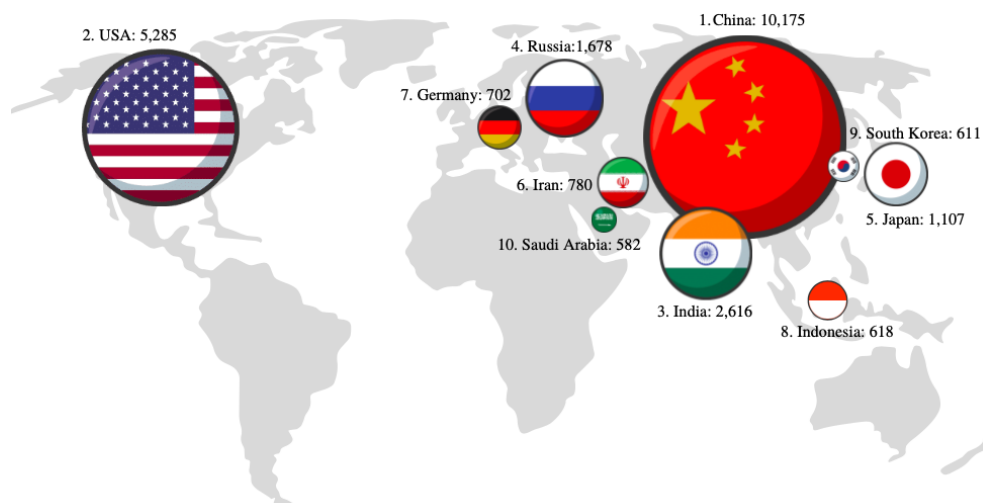 1.China: 10,175
2. USA: 5,285
4. Russia:1,678
7. Germany: 702
9. South Korea: 611
6. Iran: 780
5. Japan: 1,107
10. Saudi Arabia: 582
3. India: 2,616
8. Indonesia: 618